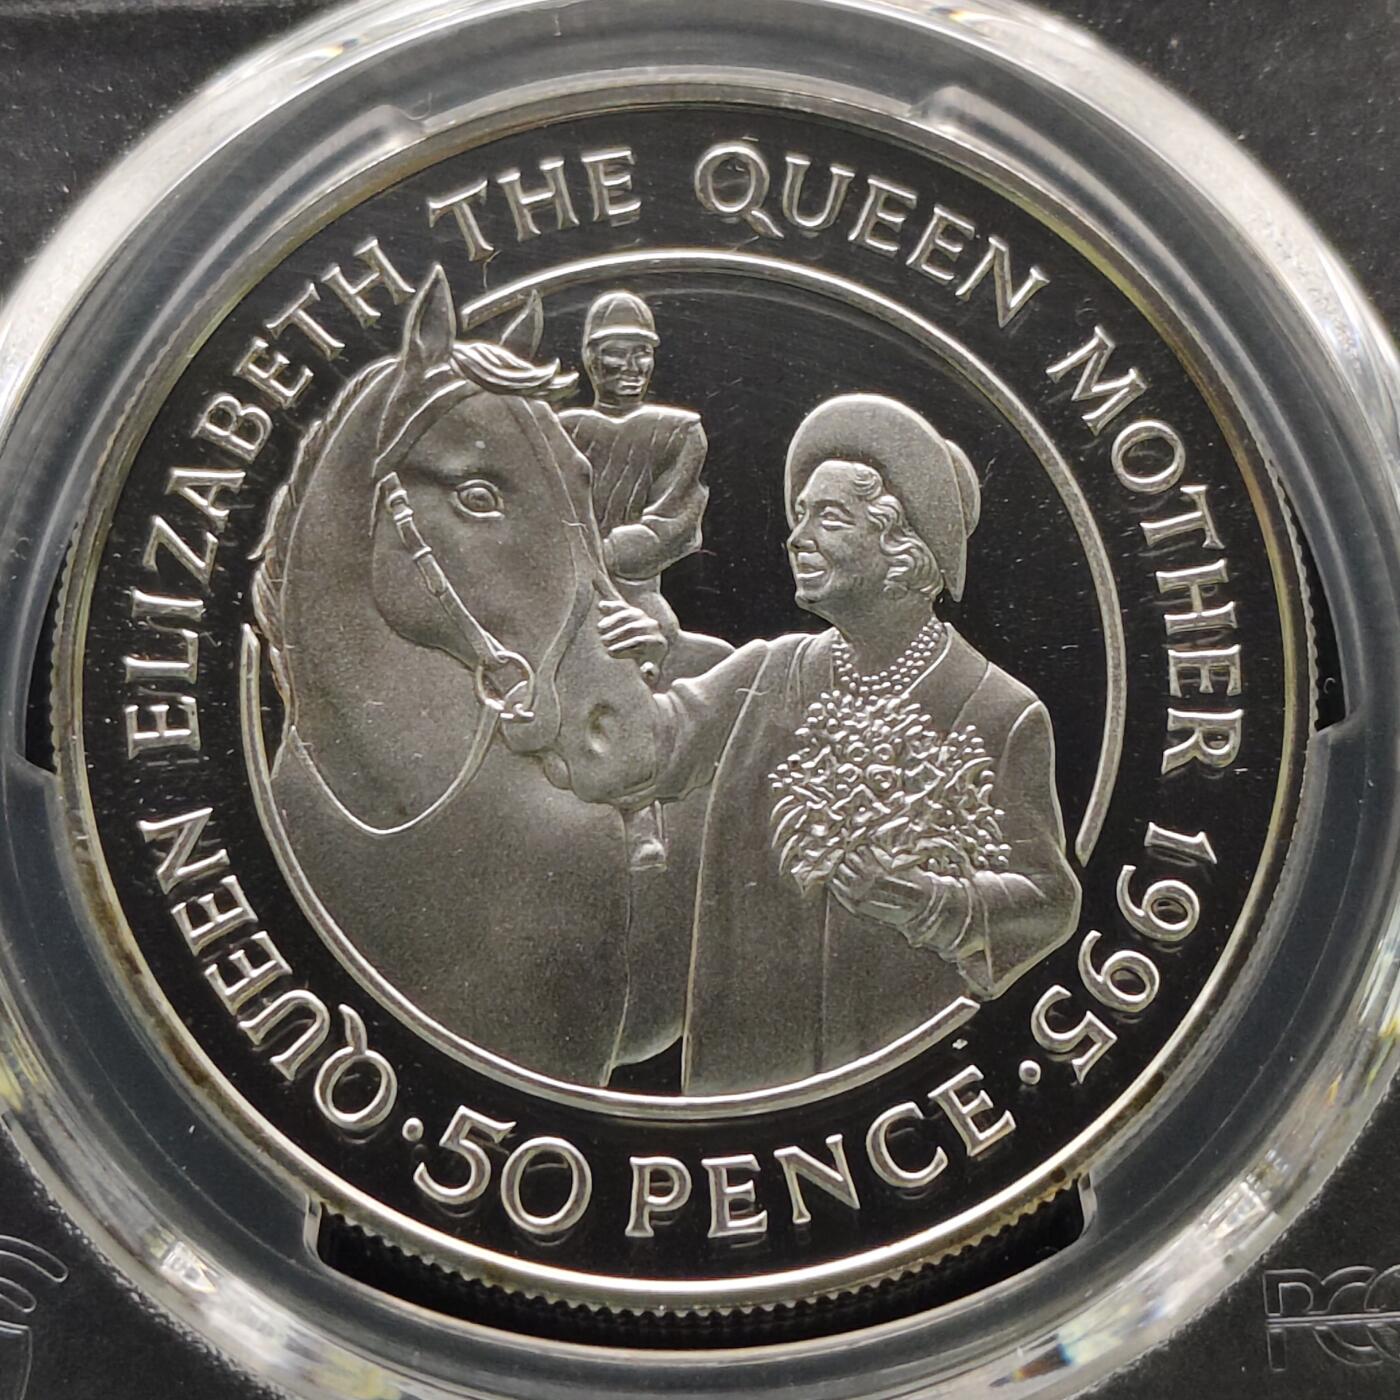 QUEEN ELIZABETH THE QUEEN MOTHER 1995
· 50 PENCE ·